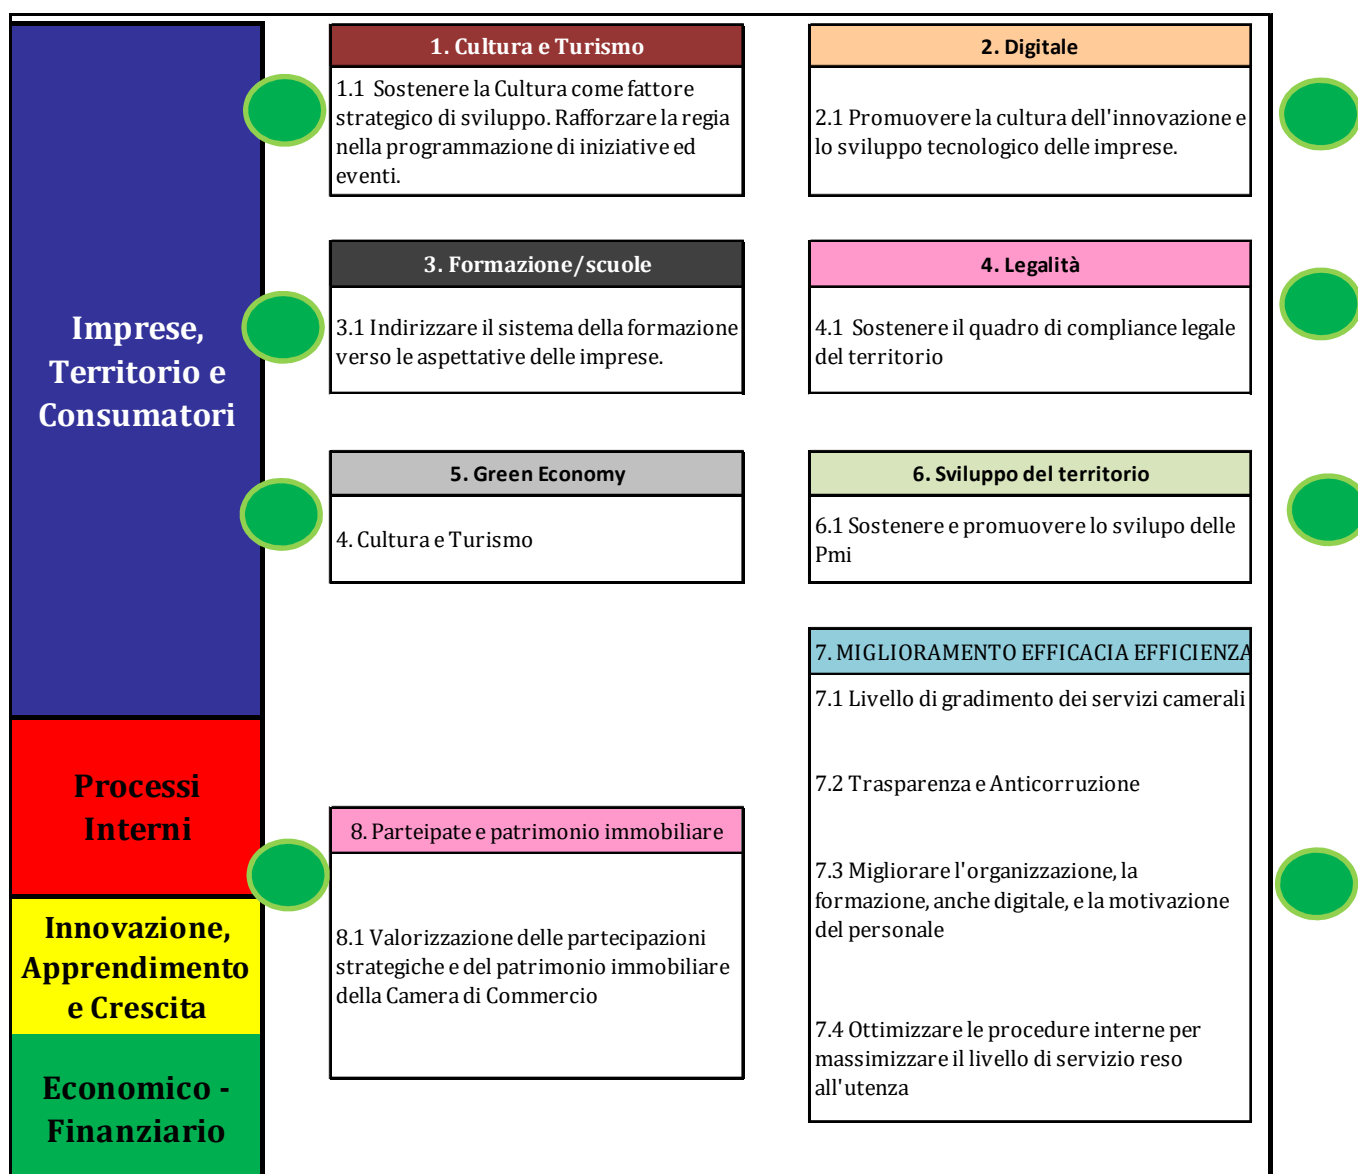 Imprese,
Territorio e
Consumatori
Processi
Interni
Innovazione,
Apprendimento
e Crescita
Economico -
Finanziario
1. Cultura e Turismo
1.1  Sostenere la Cultura come fattore
strategico di sviluppo. Rafforzare la regia
nella programmazione di iniziative ed
eventi.
2. Digitale
2.1 Promuovere la cultura dell'innovazione e
lo sviluppo tecnologico delle imprese.
3. Formazione/scuole
3.1 Indirizzare il sistema della formazione
verso le aspettative delle imprese.
4. Legalità
4.1  Sostenere il quadro di compliance legale
del territorio
5. Green Economy
4. Cultura e Turismo
6. Sviluppo del territorio
6.1 Sostenere e promuovere lo svilupo delle
Pmi
7. MIGLIORAMENTO EFFICACIA EFFICIENZA
7.1 Livello di gradimento dei servizi camerali
7.2 Trasparenza e Anticorruzione
7.3 Migliorare l'organizzazione, la
formazione, anche digitale, e la motivazione
del personale
7.4 Ottimizzare le procedure interne per
massimizzare il livello di servizio reso
all'utenza
8. Parteipate e patrimonio immobiliare
8.1 Valorizzazione delle partecipazioni
strategiche e del patrimonio immobiliare
della Camera di Commercio